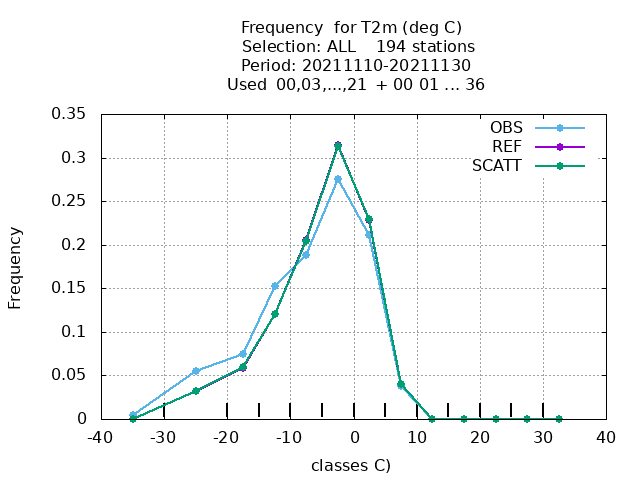 Frequency  for T2m (deg C)
Selection: ALL    194 stations
Period: 20211110-20211130
Used  00,03,...,21  + 00 01 ... 36
0.35
0.3
0.25
0.2
0.15
0.1
0.05
0
Frequency
OBS
REF
SCATT
-40 -30 -20 -10 0 10 20 30 40
classes C)